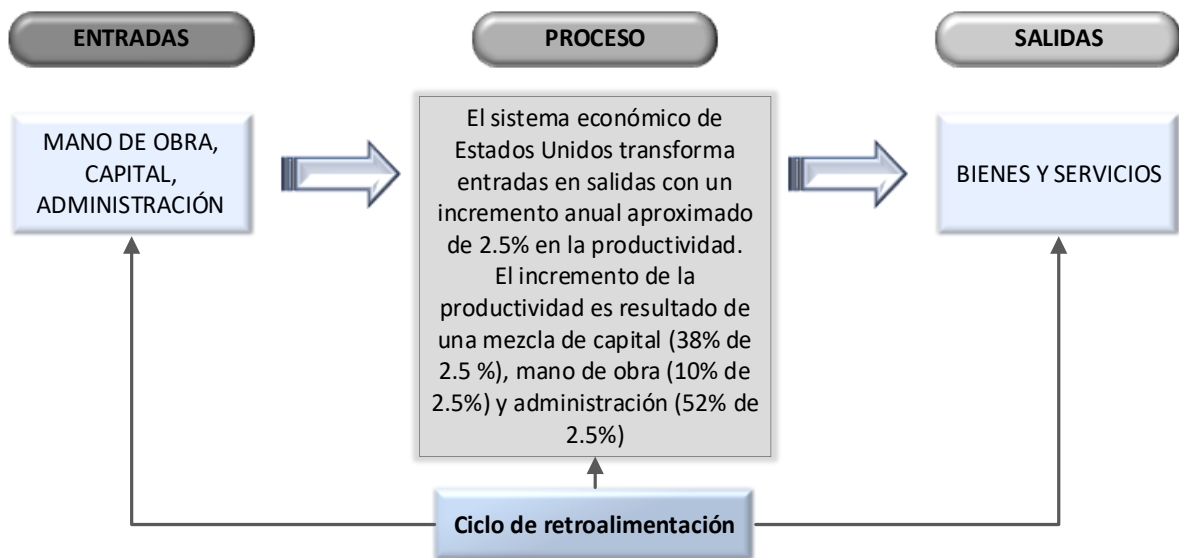 ENTRADAS
PROCESO
SALIDAS
MANO DE OBRA,
CAPITAL,
ADMINISTRACIÓN
El sistema económico de
Estados Unidos transforma
entradas en salidas con un
incremento anual aproximado
de 2.5% en la productividad.
El incremento de la
productividad es resultado de
una mezcla de capital (38% de
2.5 %), mano de obra (10% de
2.5%) y administración (52% de
2.5%)
BIENES Y SERVICIOS
Ciclo de retroalimentación